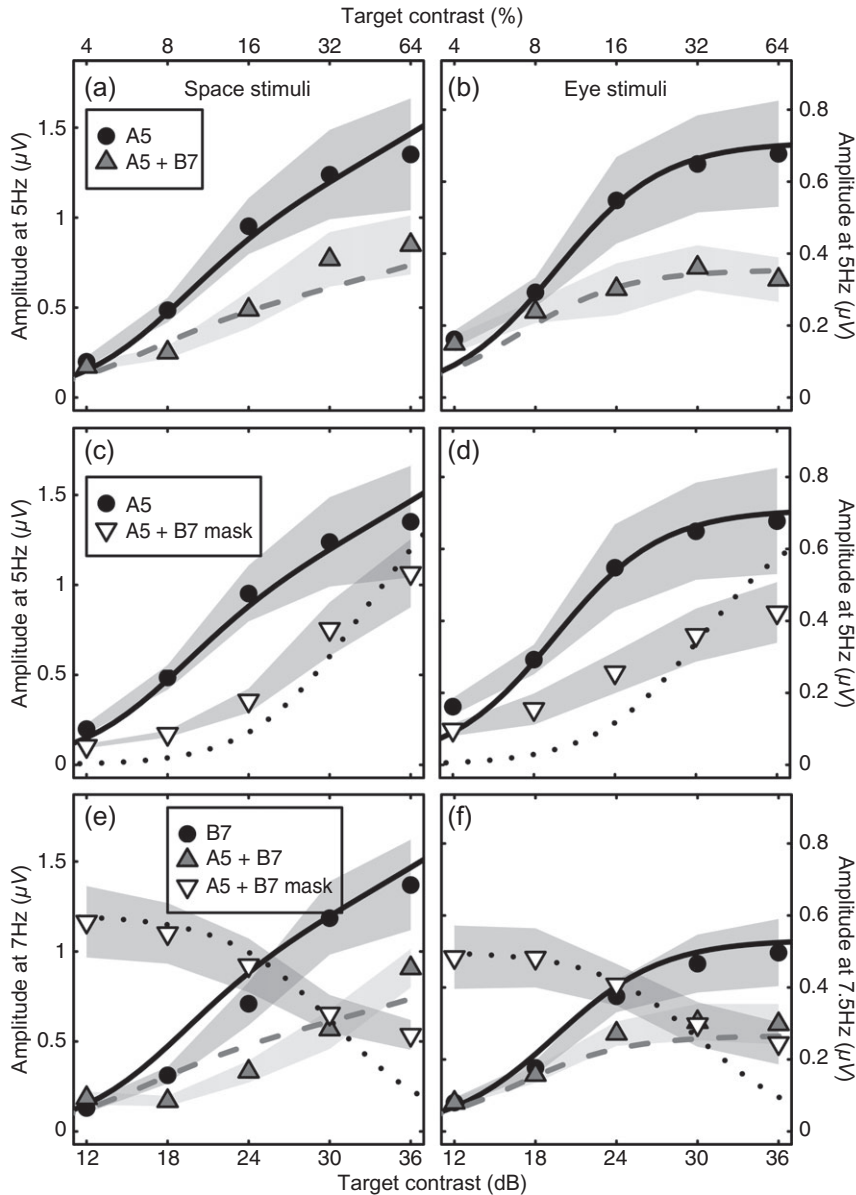 Target contrast (%)
4 8 16 32 64 4 8 16 32 64
(a) Space stimuli
A5
A5 + B7
Amplitude at 5Hz (µV)
1.5
1
0.5
0
(b) Eye stimuli
0.8
0.6
0.4
0.2
0
Amplitude at 5Hz (µV)
(c)
A5
A5 + B7 mask
Amplitude at 5Hz (µV)
1.5
1
0.5
0
(d)
0.8
0.6
0.4
0.2
0
Amplitude at 5Hz (µV)
(e)
B7
A5 + B7
A5 + B7 mask
Amplitude at 7Hz (µV)
1.5
1
0.5
0
(f)
0.8
0.6
0.4
0.2
0
Amplitude at 7.5Hz (µV)
12 18 24 30 36 12 18 24 30 36
Target contrast (dB)